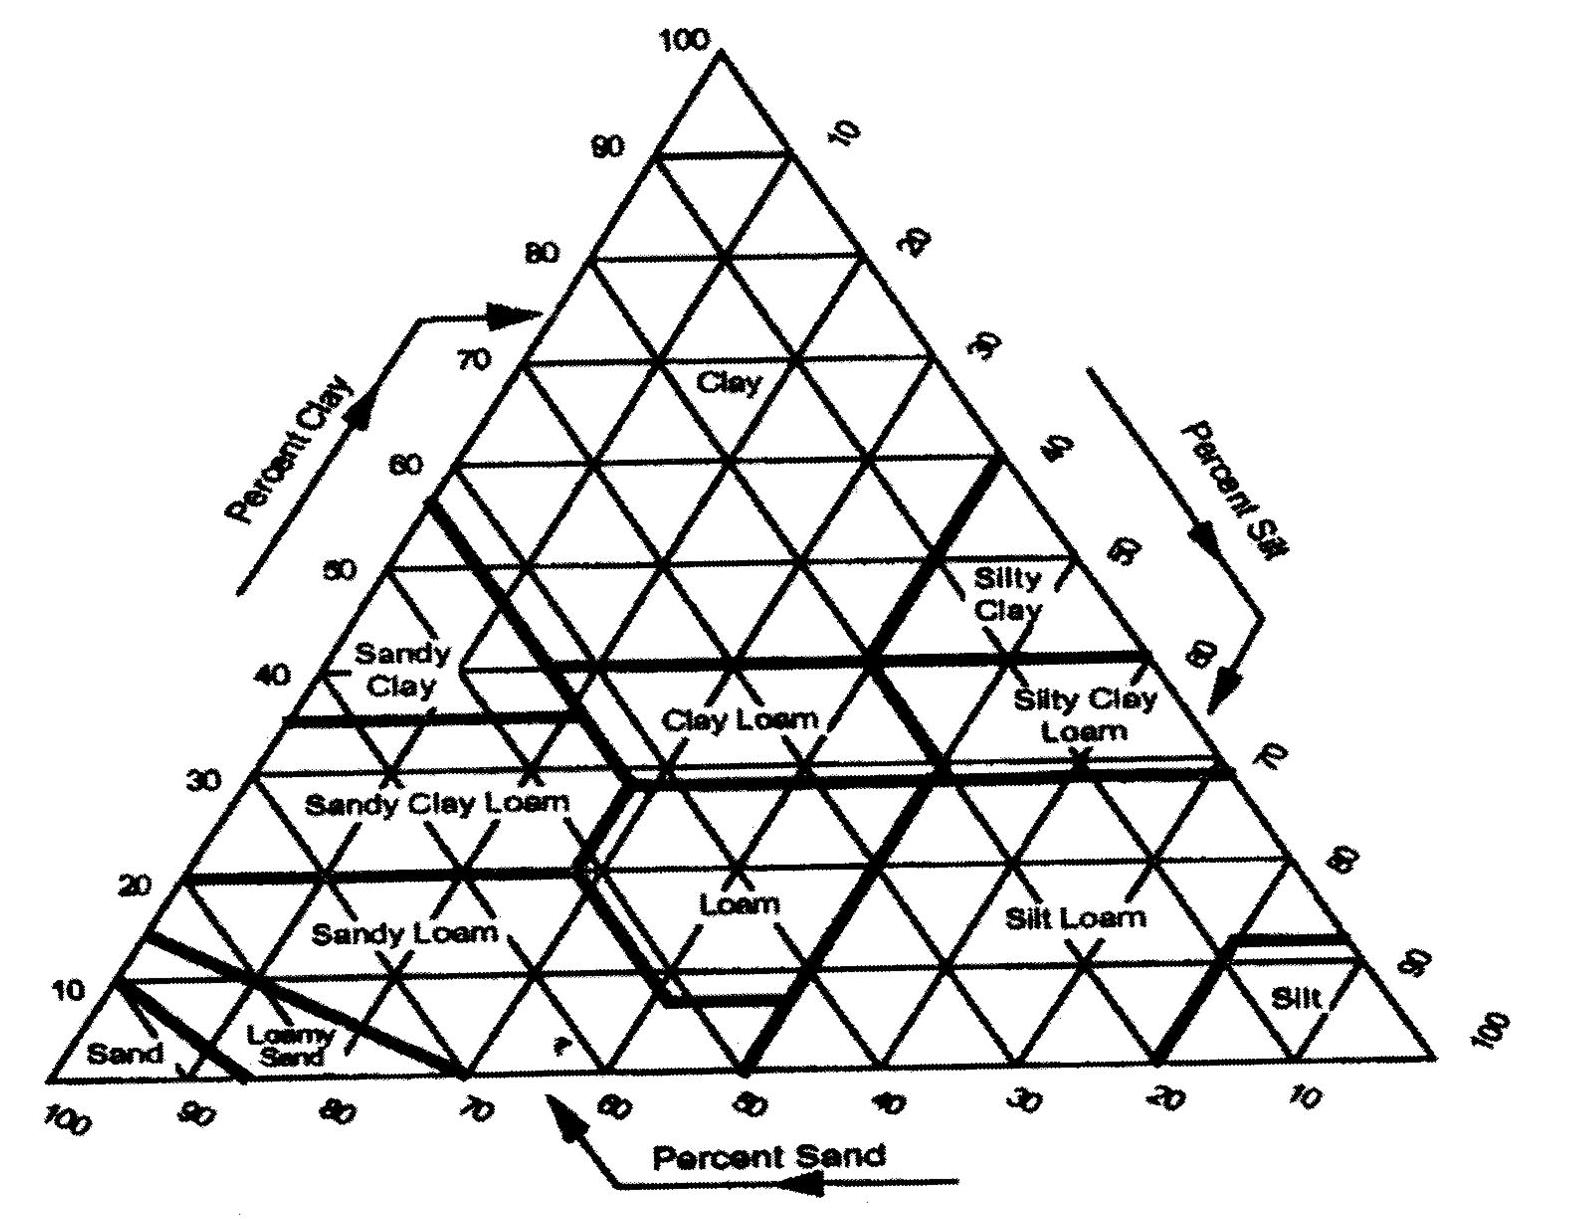 100
90
10
80
20
70
30
Clay
Percent Clay
Percent Silt
60
40
50
50
Silty
Clay
Sandy
Clay
40
60
Silty Clay
Loam
Clay Loam
30
70
Sandy Clay Loam
20
80
Loam
Silt Loam
Sandy Loam
10
90
Silt
Loamy
Sand
Sand
100
100
90
80
70
60
50
40
30
20
10
Percent Sand